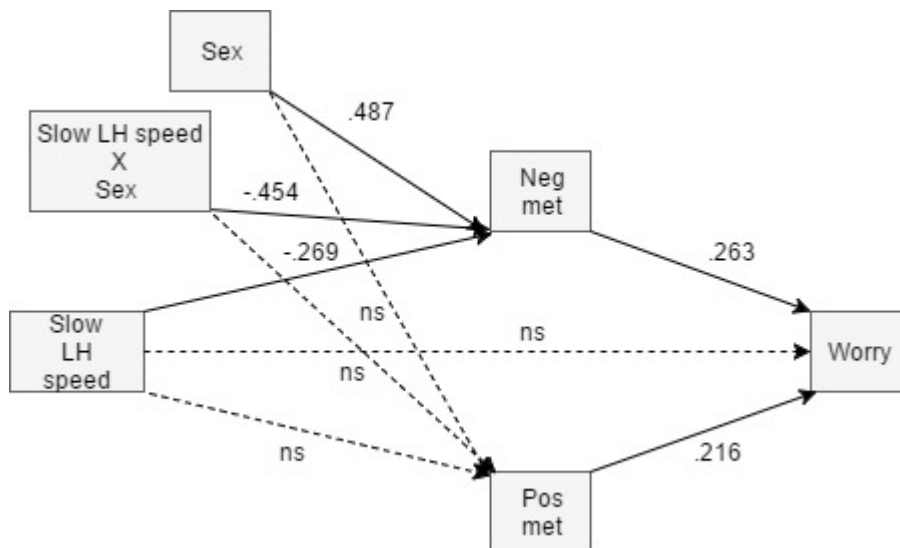 Sex
.487
Slow LH speed
X
Sex
-.454
Neg
met
-.269
.263
ns
Slow
LH
speed
ns
Worry
ns
ns
.216
Pos
met